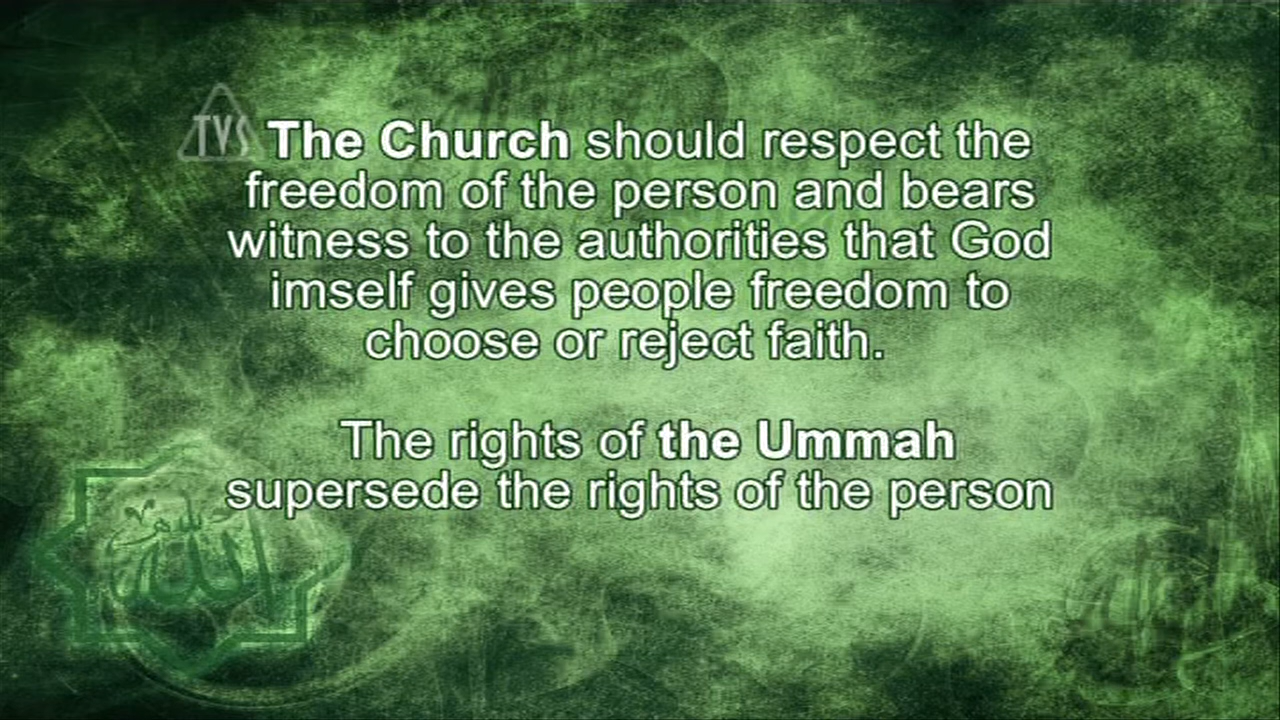 TVS
The Church should respect the
freedom of the person and bears
witness to the authorities that God
imself gives people freedom to
choose or reject faith.
The rights of the Ummah
supersede the rights of the person
الله